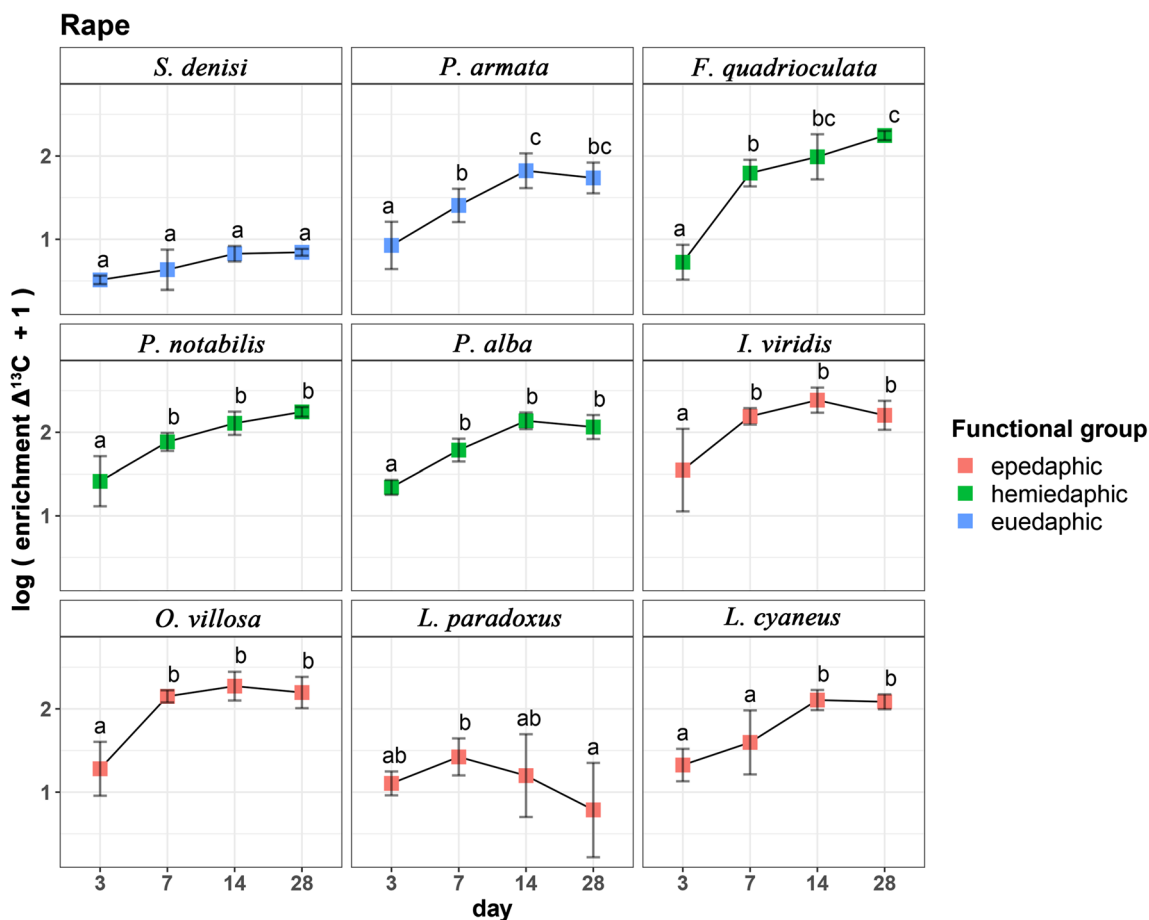 Rape
S. denisi
P. armata
F. quadrioculata
a a a a
a b c bc
a b bc c
2
1
P. notabilis
P. alba
I. viridis
a b b b
a b b b
a b b b
2
1
O. villosa
L. paradoxus
L. cyaneus
a b b b
ab b ab a
a a b b
2
1
3 7 14 28
3 7 14 28
3 7 14 28
day
log ( enrichment Δ¹³C + 1 )
Functional group
epedaphic
hemiedaphic
euedaphic